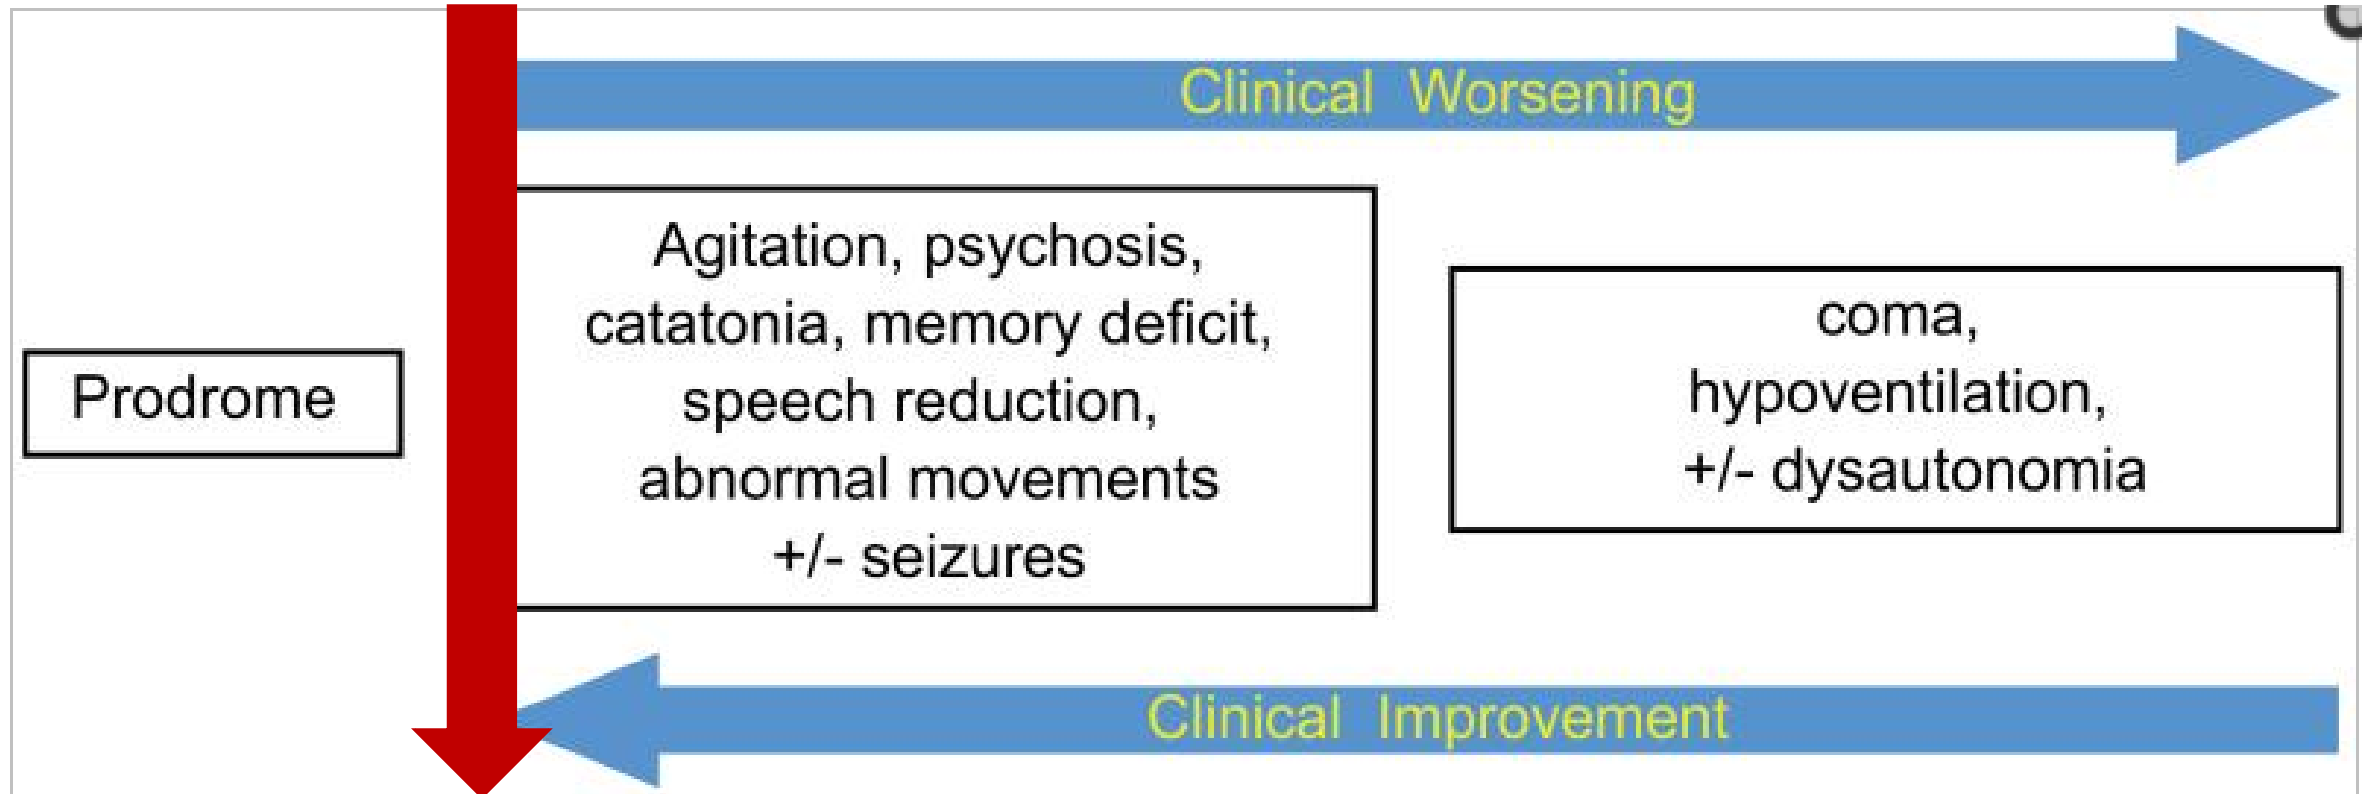 Clinical Worsening
Prodrome
Agitation, psychosis,
catatonia, memory deficit,
speech reduction,
abnormal movements
+/- seizures
coma,
hypoventilation,
+/- dysautonomia
Clinical Improvement